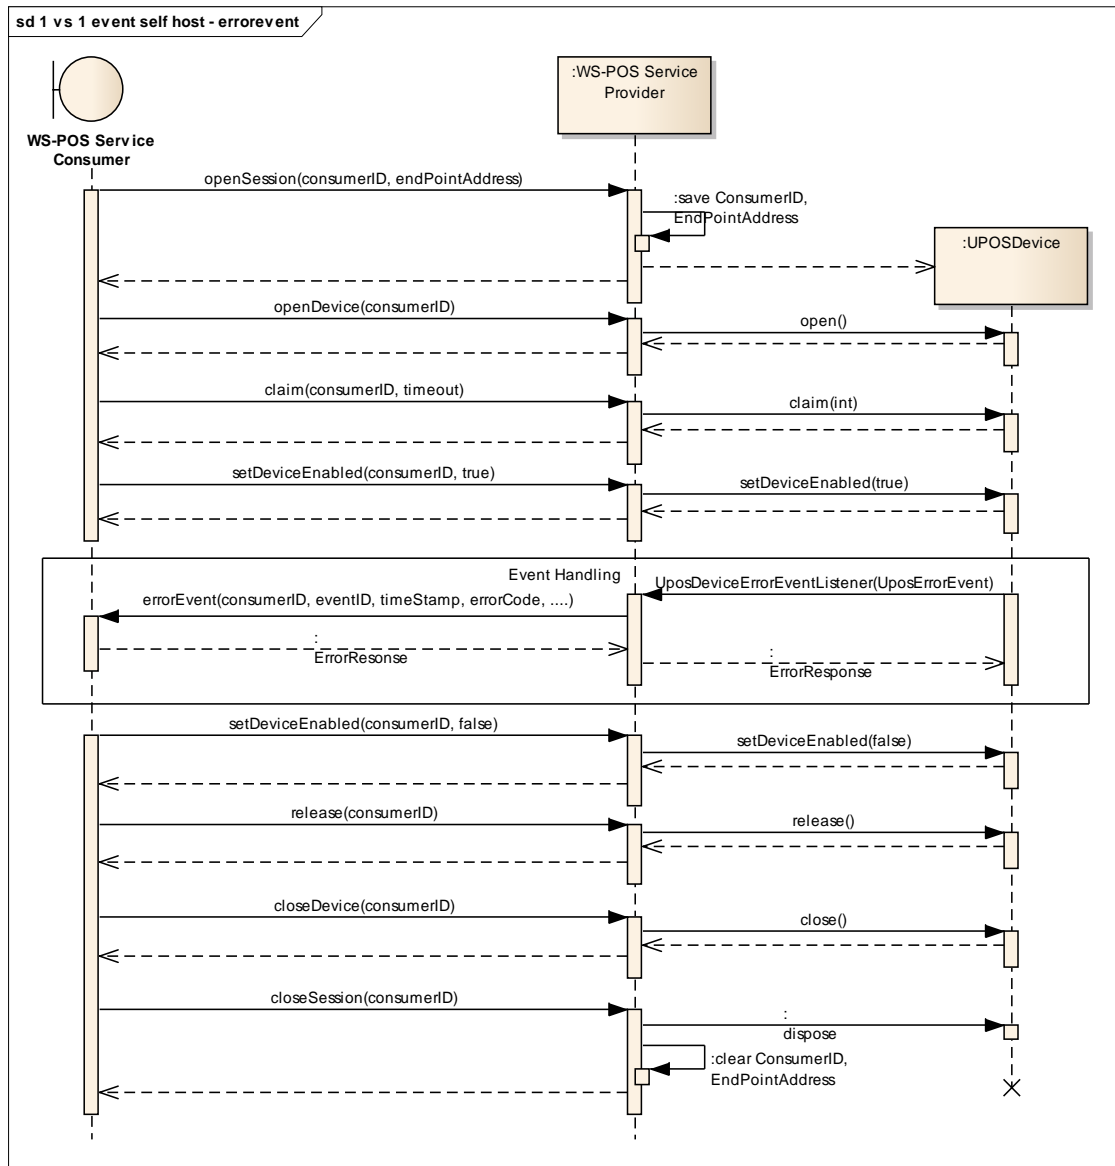 sd 1 vs 1 event self host - errorevent
:WS-POS Service
Provider
WS-POS Service
Consumer
openSession(consumerID, endPointAddress)
:save ConsumerID,
EndPointAddress
:UPOSDevice
openDevice(consumerID)
open()
claim(consumerID, timeout)
claim(int)
setDeviceEnabled(consumerID, true)
setDeviceEnabled(true)
Event Handling
UposDeviceErrorEventListener(UposErrorEvent)
errorEvent(consumerID, eventID, timeStamp, errorCode, ....)
:
ErrorResonse
:
ErrorResponse
setDeviceEnabled(consumerID, false)
setDeviceEnabled(false)
release(consumerID)
release()
closeDevice(consumerID)
close()
closeSession(consumerID)
:
dispose
:clear ConsumerID,
EndPointAddress